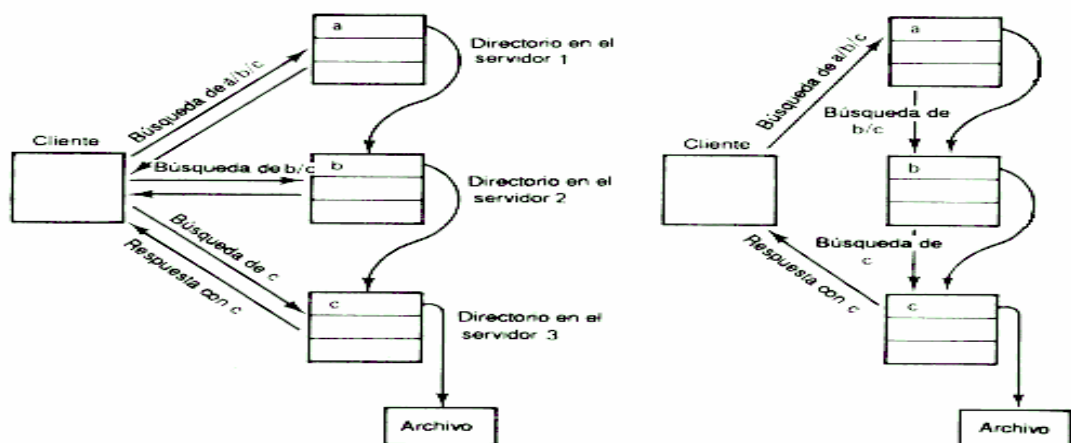 a
Directorio en el
servidor 1
Búsqueda de a/b/c
Cliente
Búsqueda de b/c
b
Directorio en el
servidor 2
Búsqueda de c
Respuesta con c
c
Directorio en el
servidor 3
Archivo
a
Búsqueda de a/b/c
Búsqueda de
b/c
Cliente
b
Búsqueda de
c
Respuesta con c
c
Archivo